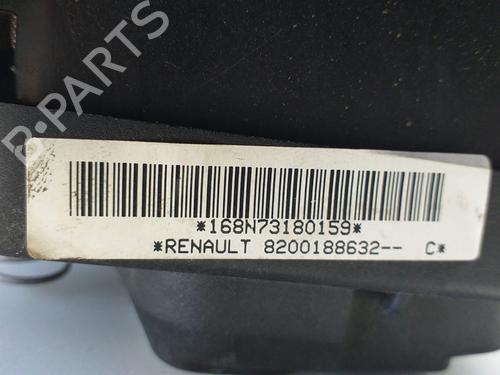 B-PARTS
*168N73180159*
*RENAULT 8200188632-- C*